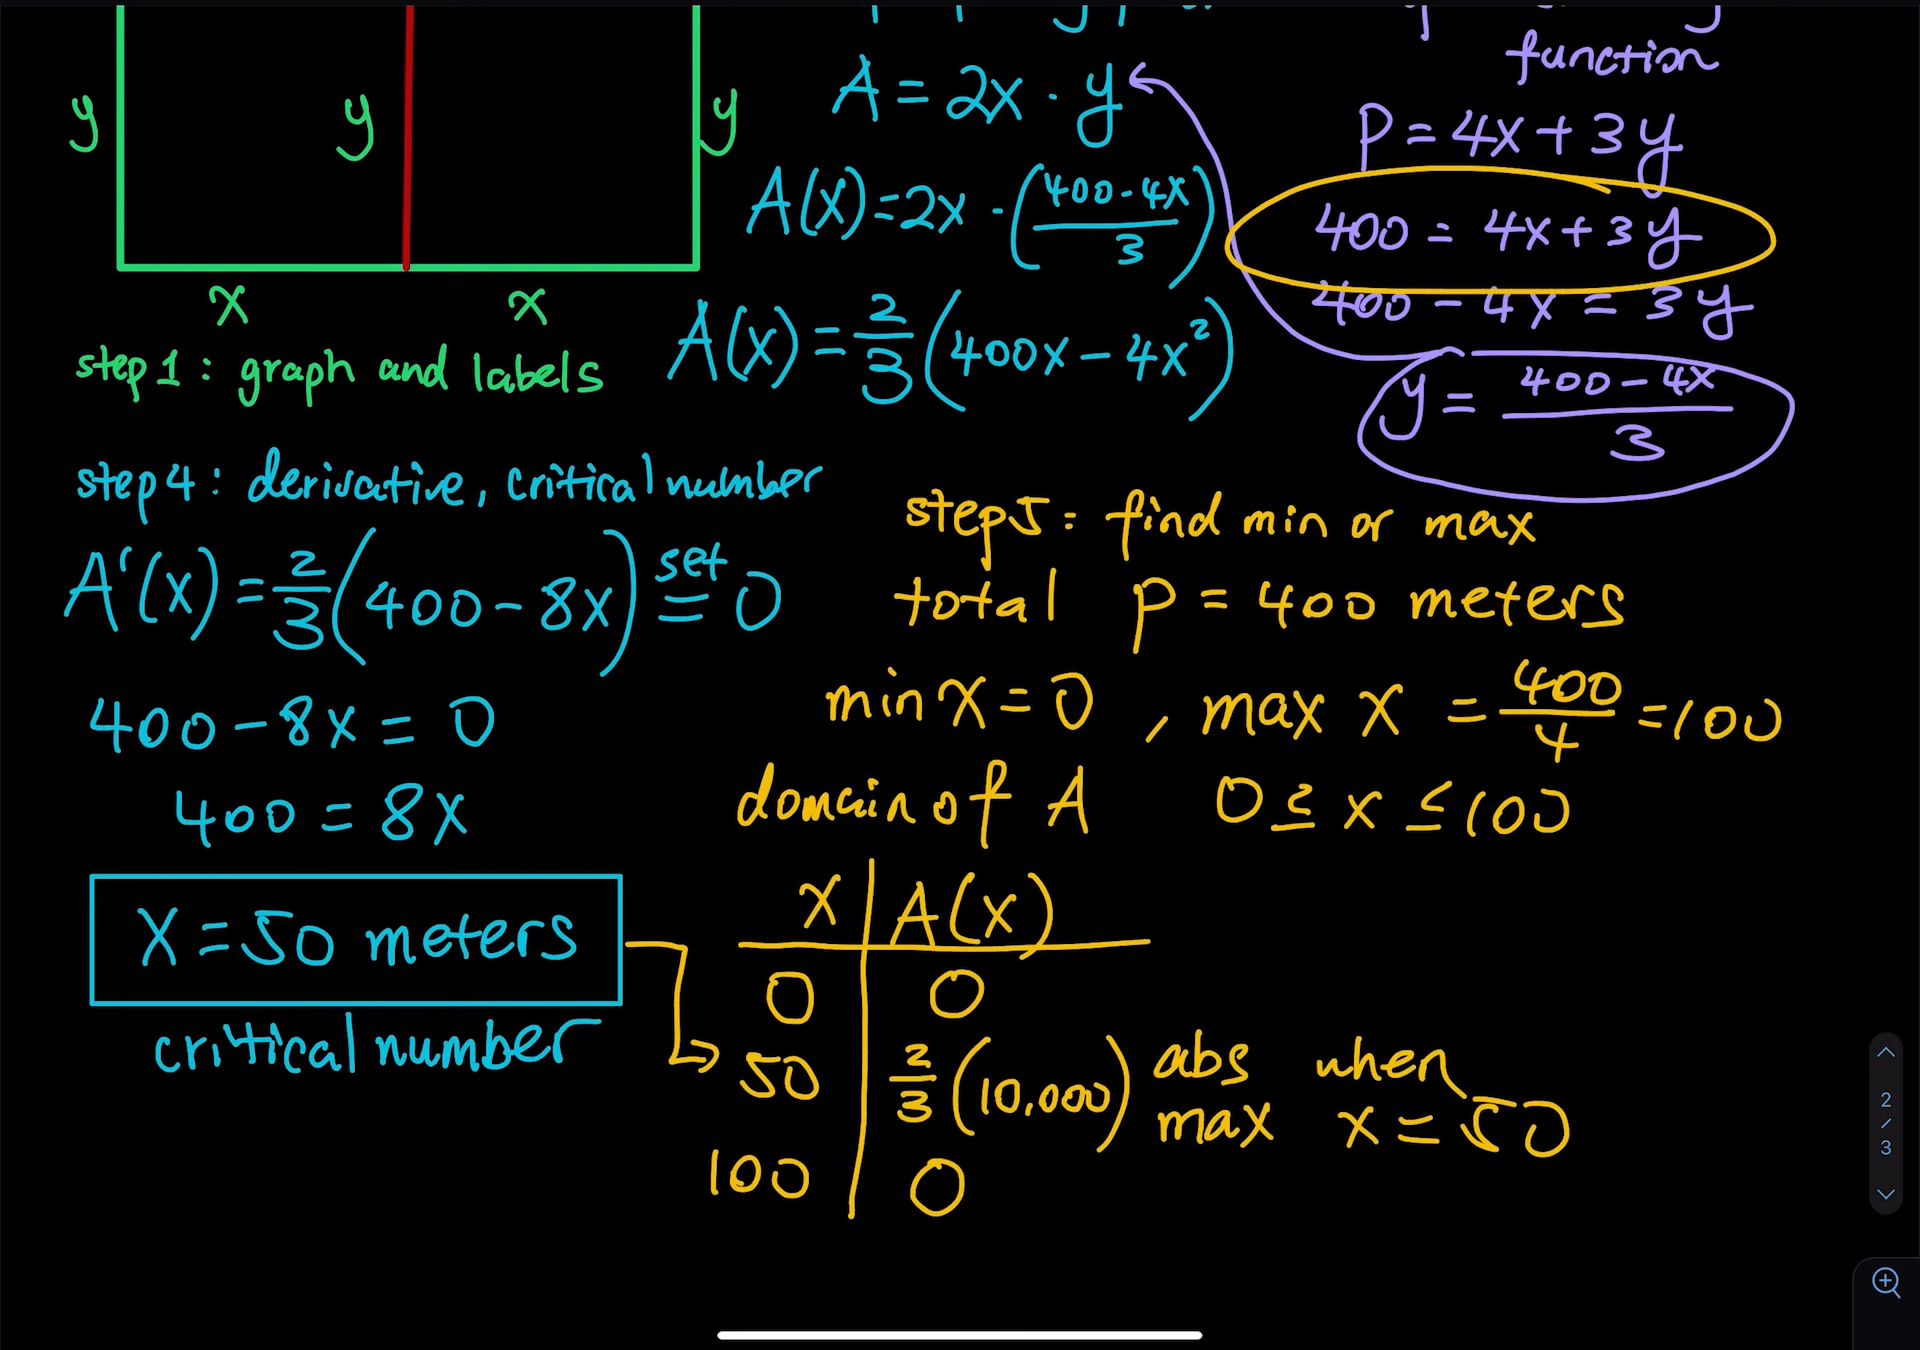 y y y
x x
step 1 : graph and labels
A = 2x · y
A(x) = 2x · (400-4x / 3)
A(x) = 2/3 (400x - 4x²)
function
P = 4x + 3y
400 = 4x + 3y
400 - 4x = 3y
y = 400 - 4x / 3
step 4 : derivative, critical number
A'(x) = 2/3 (400 - 8x) set = 0
400 - 8x = 0
400 = 8x
x = 50 meters
critical number
step 5 : find min or max
total P = 400 meters
min x = 0 , max x = 400/4 = 100
domain of A 0 ≤ x ≤ 100
x | A(x)
0 | 0
50 | 2/3 (10,000) abs max when x = 50
100 | 0
2 / 3